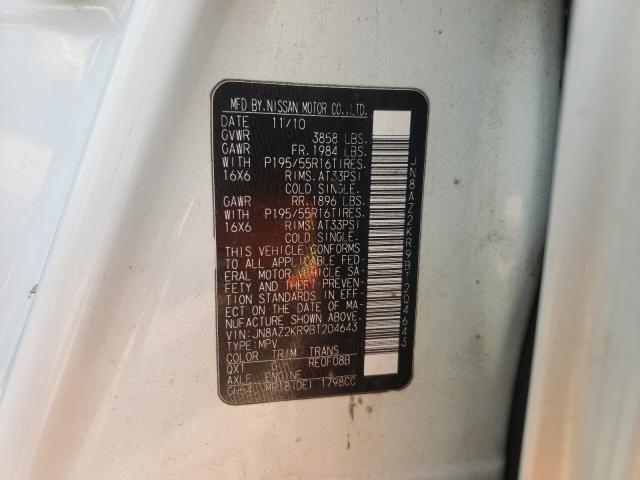 MFD BY.NISSAN MOTOR CO.,LTD.
DATE 11/10
GVWR 3858 LBS.
GAWR FR. 1984 LBS.
WITH P195/55R16TIRES.
16X6 RIMS.AT33PSI
COLD SINGLE.
GAWR RR. 1896 LBS.
WITH P195/55R16TIRES.
16X6 RIMS.AT33PSI
COLD SINGLE.
THIS VEHICLE CONFORMS
TO ALL APPLICABLE FED-
ERAL MOTOR VEHICLE SA-
FETY AND THEFT PREVEN-
TION STANDARDS IN EFF-
ECT ON THE DATE OF MA-
NUFACTURE SHOWN ABOVE.
VIN:JN8AZ2KR9BT204643
TYPE:MPV
COLOR TRIM TRANS
QX1 RE0F08B
AXLE ENGINE
GH54 MR18(DE) 1798CC
JN8AZ2KR9BT204643